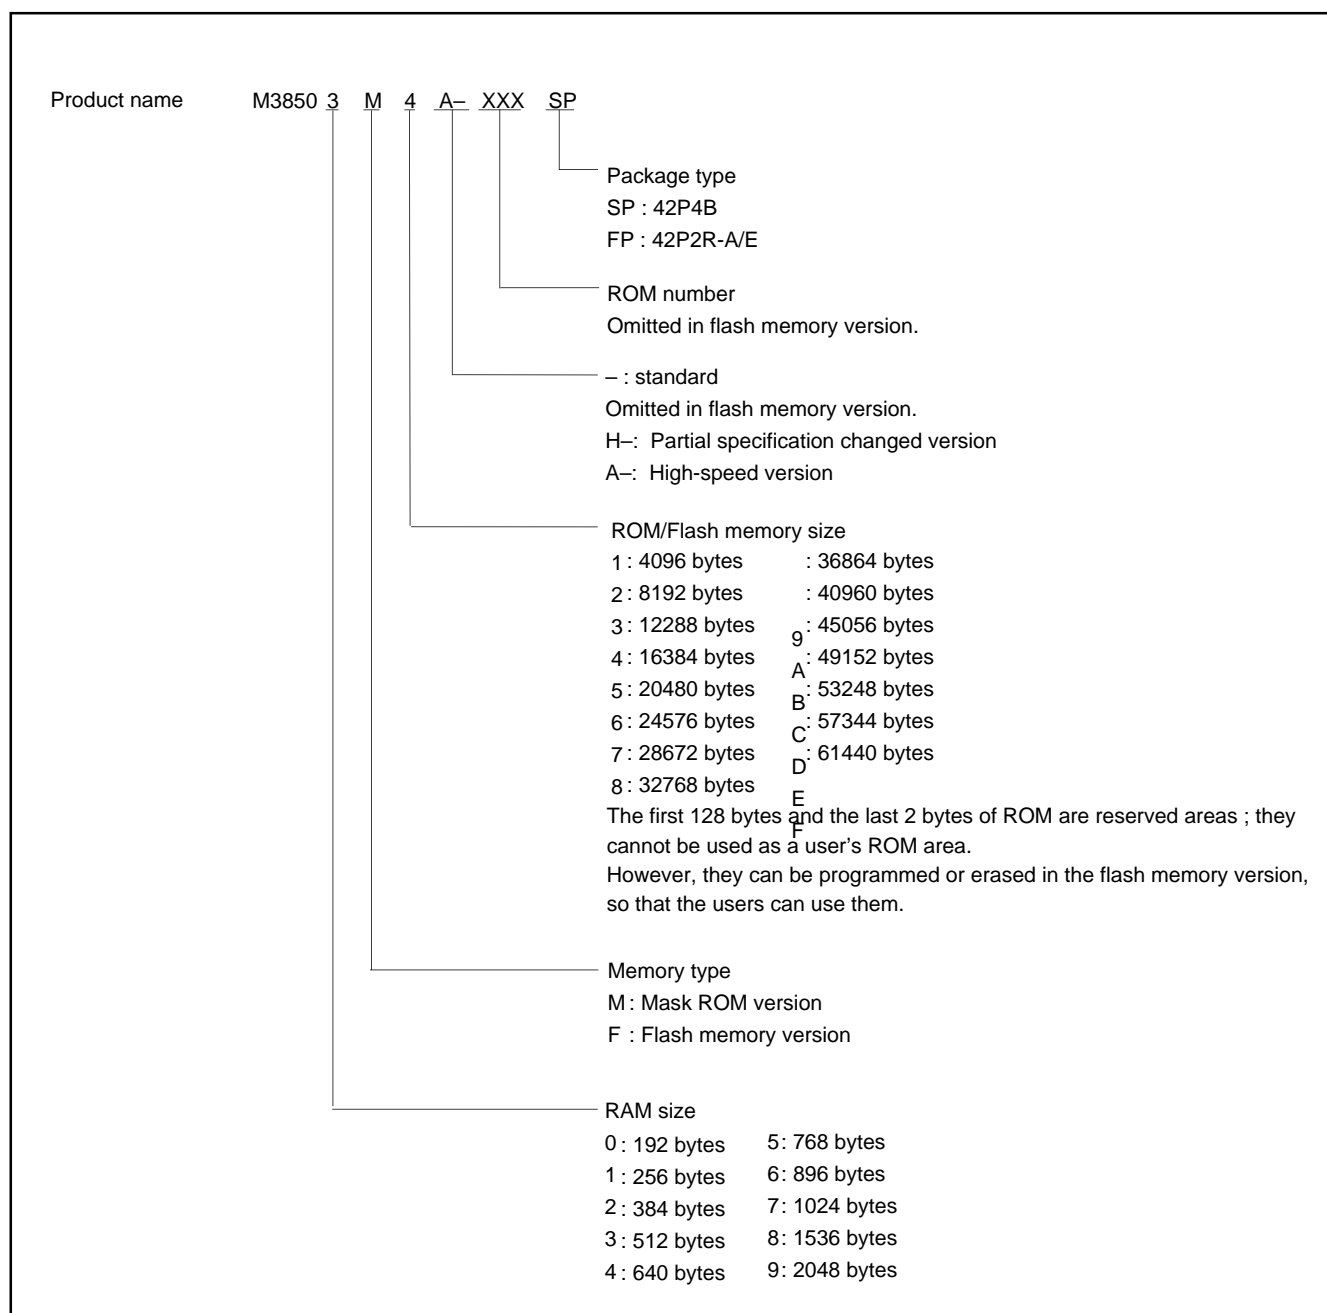 Product name M3850 3 M 4 A– XXX SP
Package type
SP : 42P4B
FP : 42P2R-A/E
ROM number
Omitted in flash memory version.
– : standard
Omitted in flash memory version.
H–: Partial specification changed version
A–: High-speed version
ROM/Flash memory size
1 : 4096 bytes
2 : 8192 bytes
3 : 12288 bytes
4 : 16384 bytes
5 : 20480 bytes
6 : 24576 bytes
7 : 28672 bytes
8 : 32768 bytes
9
A
B
C
D
E
F
: 36864 bytes
: 40960 bytes
: 45056 bytes
: 49152 bytes
: 53248 bytes
: 57344 bytes
: 61440 bytes
The first 128 bytes and the last 2 bytes of ROM are reserved areas ; they
cannot be used as a user’s ROM area.
However, they can be programmed or erased in the flash memory version,
so that the users can use them.
Memory type
M : Mask ROM version
F : Flash memory version
RAM size
0 : 192 bytes
1 : 256 bytes
2 : 384 bytes
3 : 512 bytes
4 : 640 bytes
5 : 768 bytes
6 : 896 bytes
7 : 1024 bytes
8 : 1536 bytes
9 : 2048 bytes